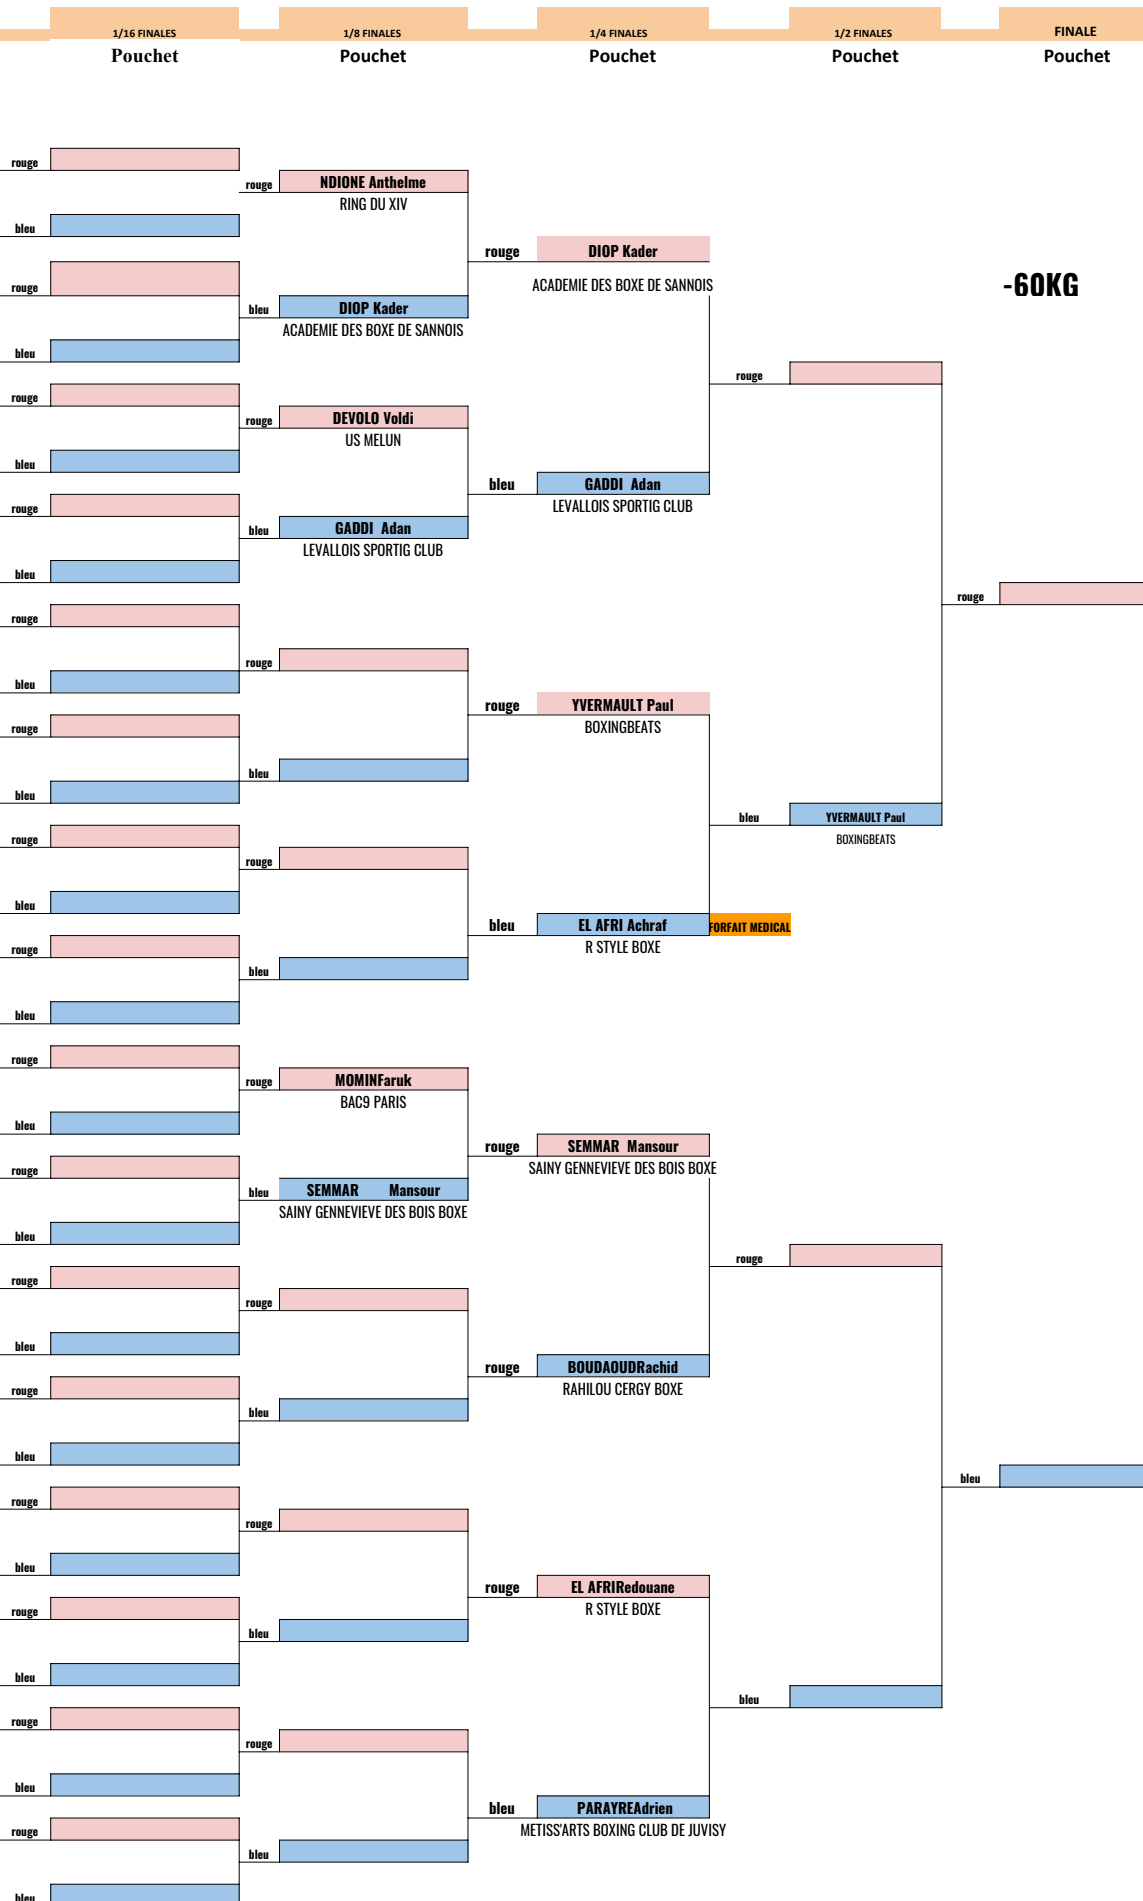 1/16 FINALES
1/8 FINALES
1/4 FINALES
1/2 FINALES
FINALE
Pouchet
Pouchet
Pouchet
Pouchet
Pouchet
rouge
rouge
NDIONE Anthelme
RING DU XIV
bleu
rouge
DIOP Kader
ACADEMIE DES BOXE DE SANNOIS
-60KG
rouge
bleu
DIOP Kader
ACADEMIE DES BOXE DE SANNOIS
bleu
rouge
rouge
rouge
DEVOLO Voldi
US MELUN
bleu
bleu
GADDI Adan
LEVALLOIS SPORTIG CLUB
rouge
bleu
GADDI Adan
LEVALLOIS SPORTIG CLUB
bleu
rouge
rouge
rouge
bleu
rouge
YVERMAULT Paul
BOXINGBEATS
rouge
bleu
bleu
bleu
YVERMAULT Paul
BOXINGBEATS
rouge
rouge
bleu
bleu
EL AFRI Achraf
FORFAIT MEDICAL
R STYLE BOXE
rouge
bleu
bleu
rouge
rouge
MOMINFaruk
BAC9 PARIS
bleu
rouge
SEMMAR Mansour
SAINY GENNEVIEVE DES BOIS BOXE
rouge
bleu
SEMMAR Mansour
SAINY GENNEVIEVE DES BOIS BOXE
bleu
rouge
rouge
rouge
bleu
rouge
BOUDAOUDRachid
RAHILOU CERGY BOXE
rouge
bleu
bleu
bleu
rouge
rouge
bleu
rouge
EL AFRIRedouane
R STYLE BOXE
rouge
bleu
bleu
bleu
rouge
rouge
bleu
bleu
PARAYREAdrien
METISS'ARTS BOXING CLUB DE JUVISY
rouge
bleu
bleu